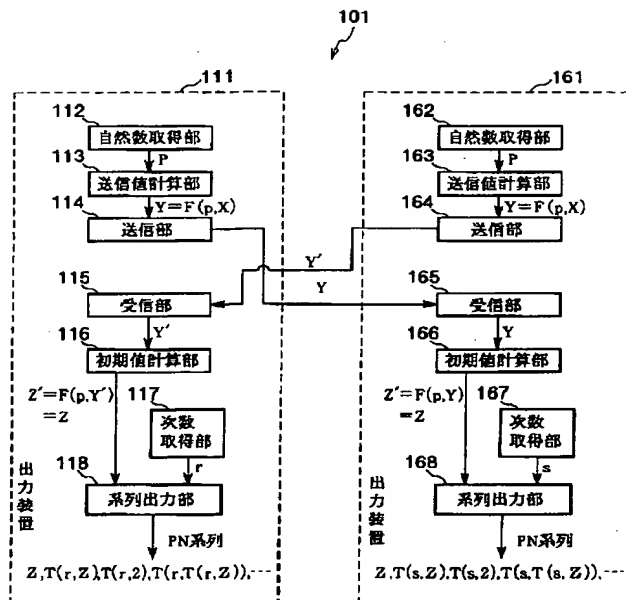 101
111
112
自然数取得部
P
113
送信値計算部
Y=F(p,X)
114
送信部
115
受信部
Y'
116
初期値計算部
Z'=F(p,Y')
=Z
117
次数
取得部
r
118
系列出力部
出力装置
PN系列
Z,T(r,Z),T(r,2),T(r,T(r,Z)),----
Y'
Y
161
162
自然数取得部
P
163
送信値計算部
Y=F(p,X)
164
送信部
165
受信部
Y
166
初期値計算部
Z'=F(p,Y)
=Z
167
次数
取得部
s
168
系列出力部
出力装置
PN系列
Z,T(s,Z),T(s,2),T(s,T(s,Z)),----